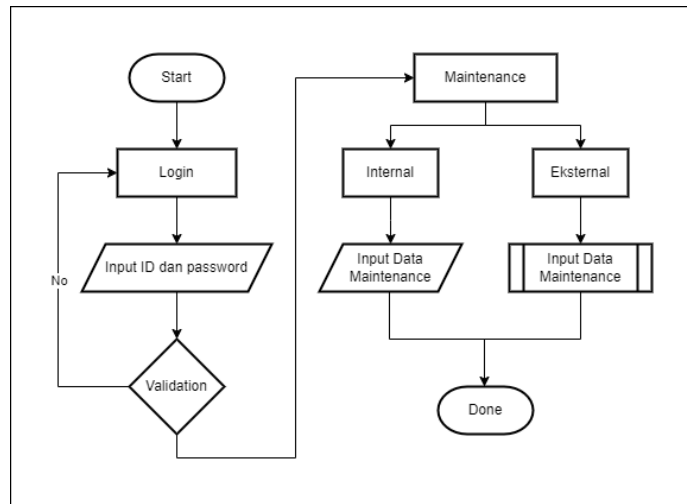 Start
Login
Input ID dan password
No
Validation
Maintenance
Internal
Eksternal
Input Data
Maintenance
Input Data
Maintenance
Done